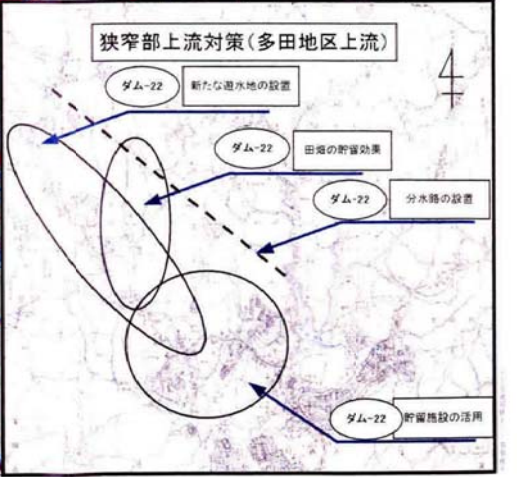 狭窄部上流対策(多田地区上流)
ダム-22 新たな遊水地の設置
ダム-22 田畑の貯留効果
ダム-22 分水路の設置
ダム-22 貯留施設の活用